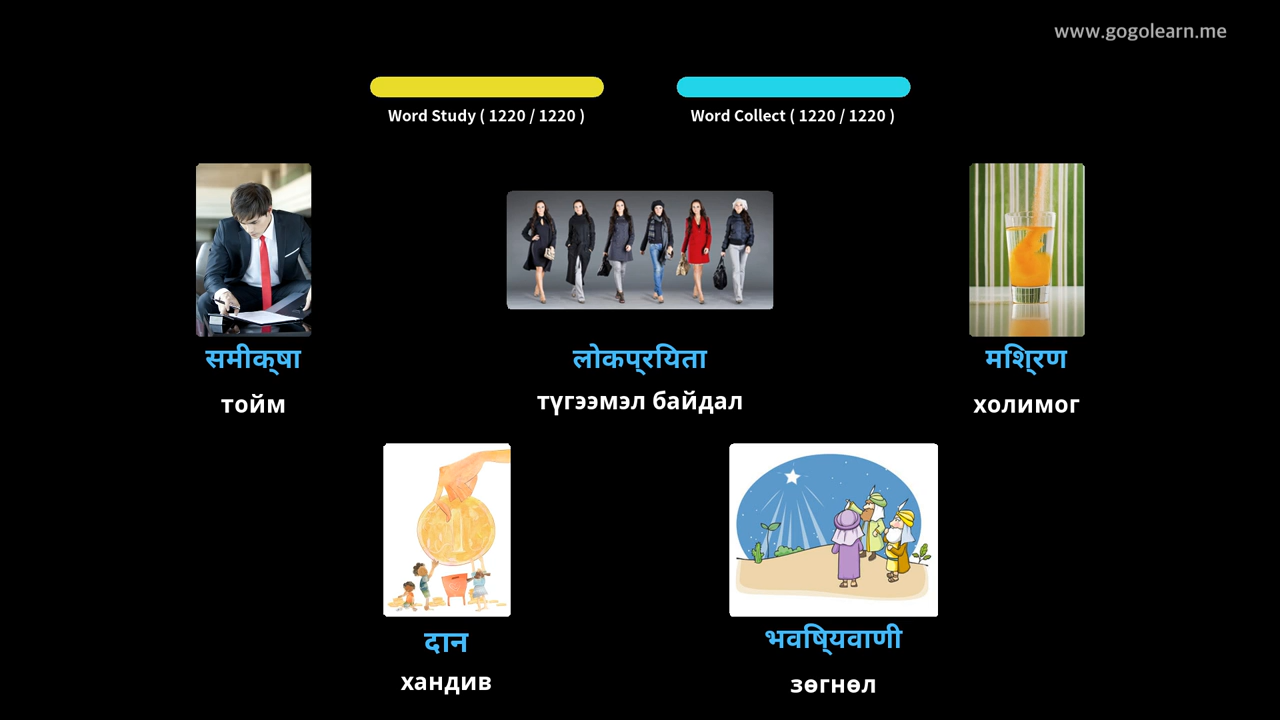 www.gogolearn.me
Word Study ( 1220 / 1220 )
Word Collect ( 1220 / 1220 )
समीक्षा
लोकप्रियता
मिश्रण
тойм
түгээмэл байдал
холимог
दान
भविष्यवाणी
хандив
зөгнөл